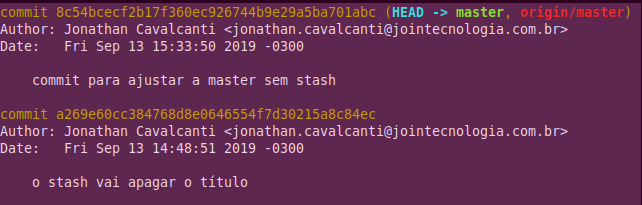 commit 8c54bcecf2b17f360ec926744b9e29a5ba701abc (HEAD -> master, origin/master)
Author: Jonathan Cavalcanti <jonathan.cavalcanti@jointecnologia.com.br>
Date:   Fri Sep 13 15:33:50 2019 -0300
    commit para ajustar a master sem stash
commit a269e60cc384768d8e0646554f7d30215a8c84ec
Author: Jonathan Cavalcanti <jonathan.cavalcanti@jointecnologia.com.br>
Date:   Fri Sep 13 14:48:51 2019 -0300
    o stash vai apagar o título